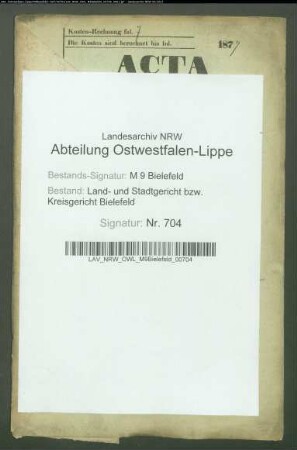 Kosten-Rechnung fol. 7
Die Kosten sind berechnet bis fol.
187
ACTA
Landesarchiv NRW
Abteilung Ostwestfalen-Lippe
Bestands-Signatur: M 9 Bielefeld
Bestand: Land- und Stadtgericht bzw.
Kreisgericht Bielefeld
Signatur: Nr. 704
LAV_NRW_OWL_M9Bielefeld_00704